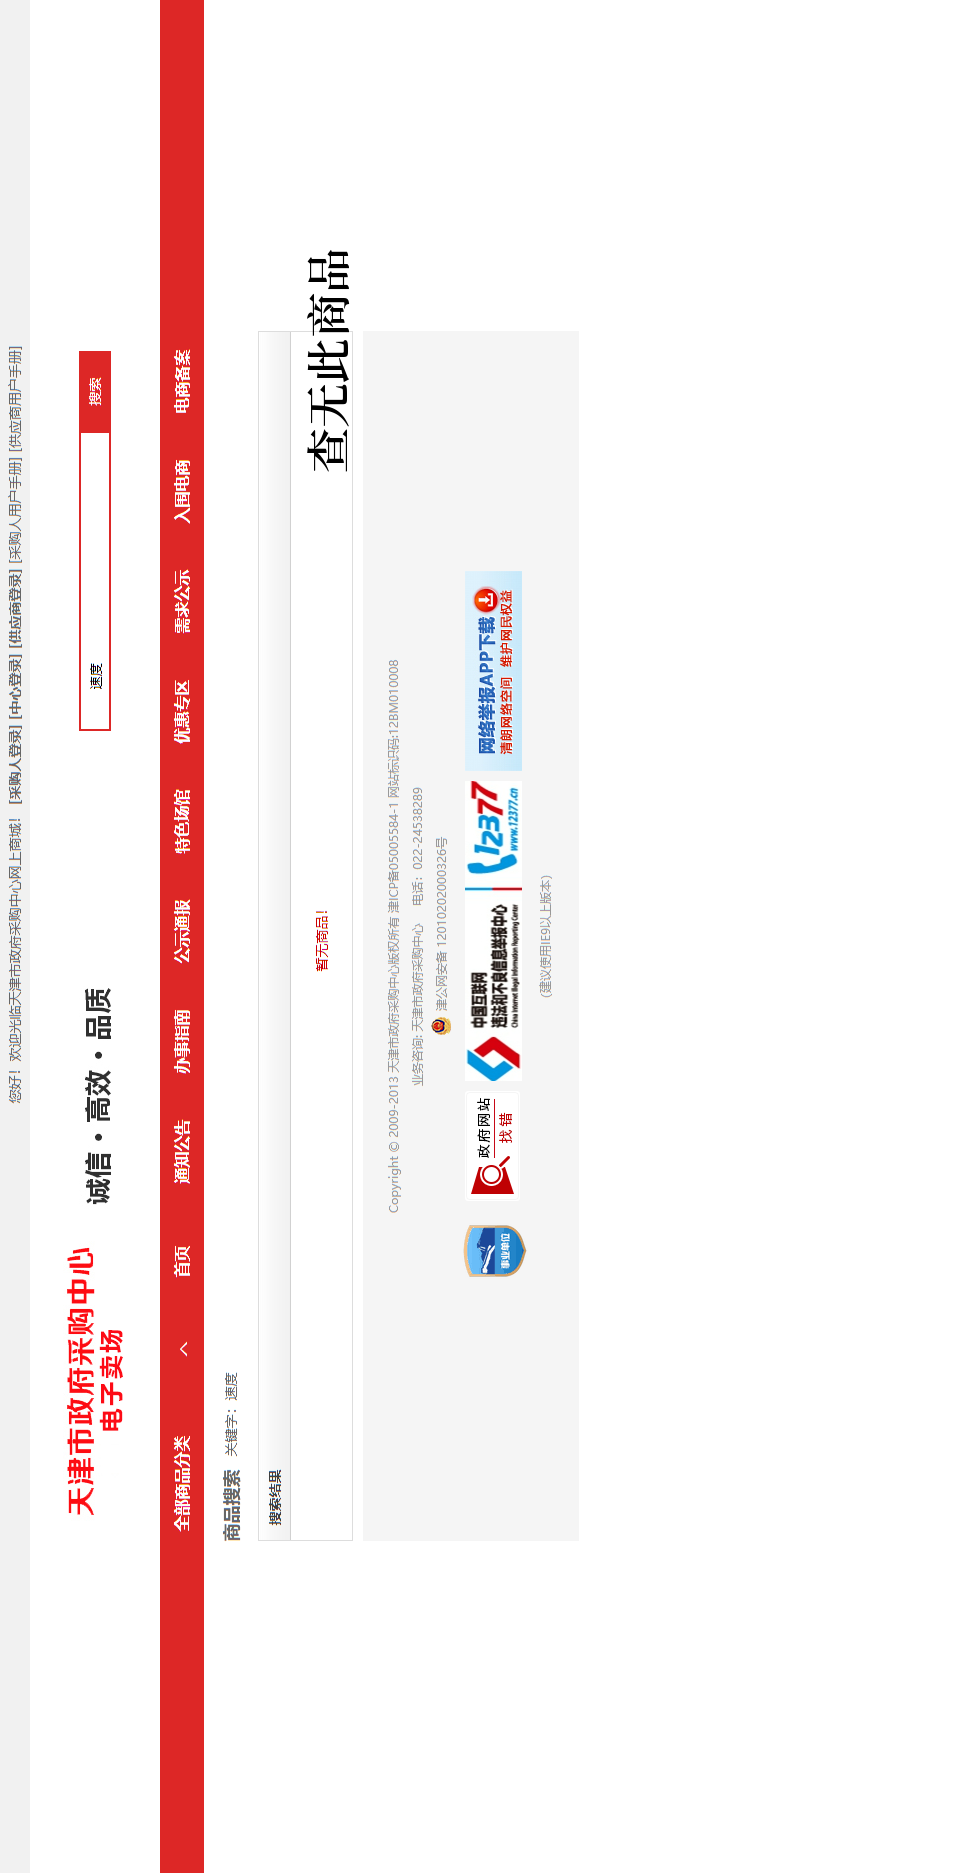 您好！欢迎光临天津市政府采购中心网上商城！ [采购人登录] [中心登录] [供应商登录] [采购人用户手册] [供应商用户手册]
天津市政府采购中心
电子卖场
诚信·高效·品质
速度 搜索
全部商品分类 首页 通知公告 办事指南 公示通报 特色场馆 优惠专区 需求公示 入围电商 电商备案
商品搜索 关键字：速度
搜索结果
暂无商品！
查无此商品
Copyright © 2009-2013 天津市政府采购中心版权所有 津ICP备05005584-1 网站标识码:12BM010008
业务咨询: 天津市政府采购中心 电话：022-24538289
津公网安备 12010202000326号
事业单位
政府网站
找错
中国互联网
违法和不良信息举报中心
China Internet Illegal Information Reporting Center
12377
www.12377.cn
网络举报APP下载
清朗网络空间 维护网民权益
(建议使用IE9以上版本)